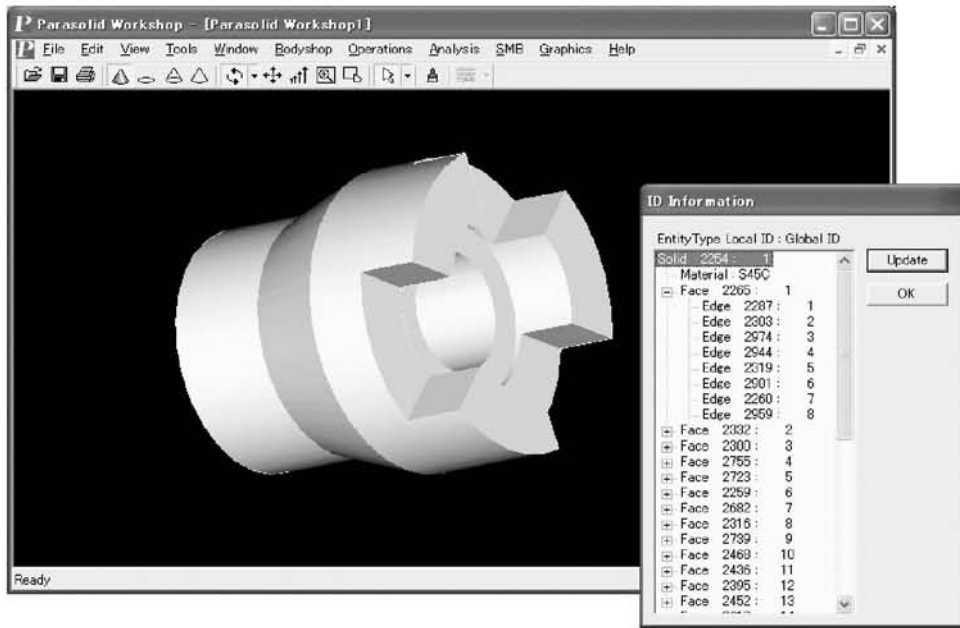 Parasolid Workshop - [Parasolid Workshop1]
File Edit View Tools Window Bodyshop Operations Analysis SMB Graphics Help
ID Information
EntityType Local ID : Global ID
Solid 2254 : 1
Material : S45C
Face 2265 : 1
Edge 2287 : 1
Edge 2303 : 2
Edge 2974 : 3
Edge 2944 : 4
Edge 2319 : 5
Edge 2901 : 6
Edge 2260 : 7
Edge 2959 : 8
Face 2332 : 2
Face 2300 : 3
Face 2755 : 4
Face 2723 : 5
Face 2259 : 6
Face 2682 : 7
Face 2316 : 8
Face 2739 : 9
Face 2468 : 10
Face 2436 : 11
Face 2395 : 12
Face 2452 : 13
Update
OK
Ready